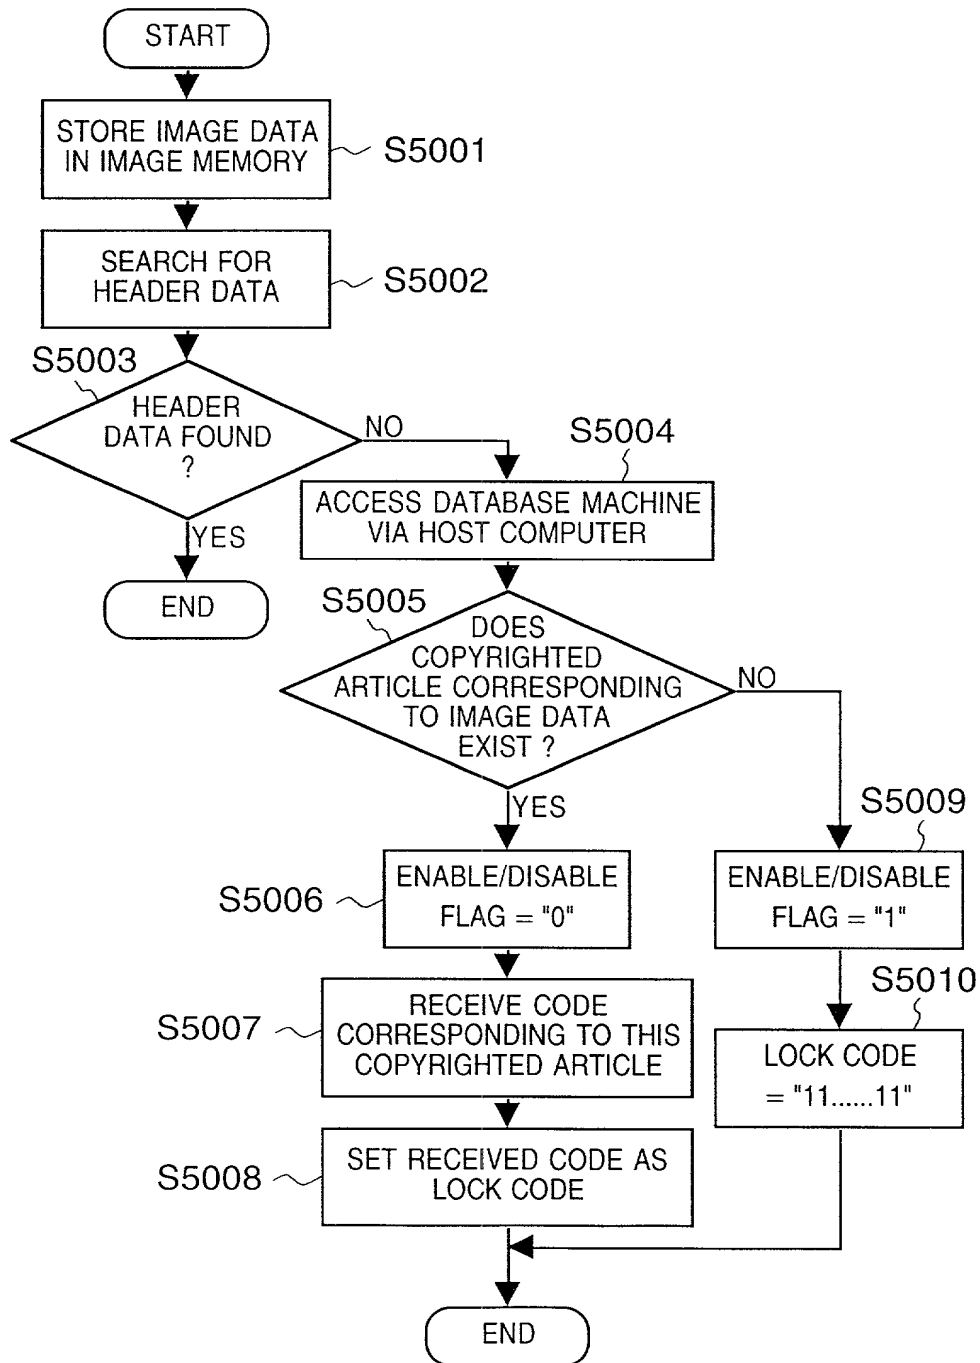 START
STORE IMAGE DATA
IN IMAGE MEMORY
S5001
SEARCH FOR
HEADER DATA
S5002
S5003
HEADER
DATA FOUND
?
NO
YES
END
S5004
ACCESS DATABASE MACHINE
VIA HOST COMPUTER
S5005
DOES
COPYRIGHTED
ARTICLE CORRESPONDING
TO IMAGE DATA
EXIST ?
NO
YES
S5006
ENABLE/DISABLE
FLAG = "0"
S5009
ENABLE/DISABLE
FLAG = "1"
S5007
RECEIVE CODE
CORRESPONDING TO THIS
COPYRIGHTED ARTICLE
S5010
LOCK CODE
= "11......11"
S5008
SET RECEIVED CODE AS
LOCK CODE
END